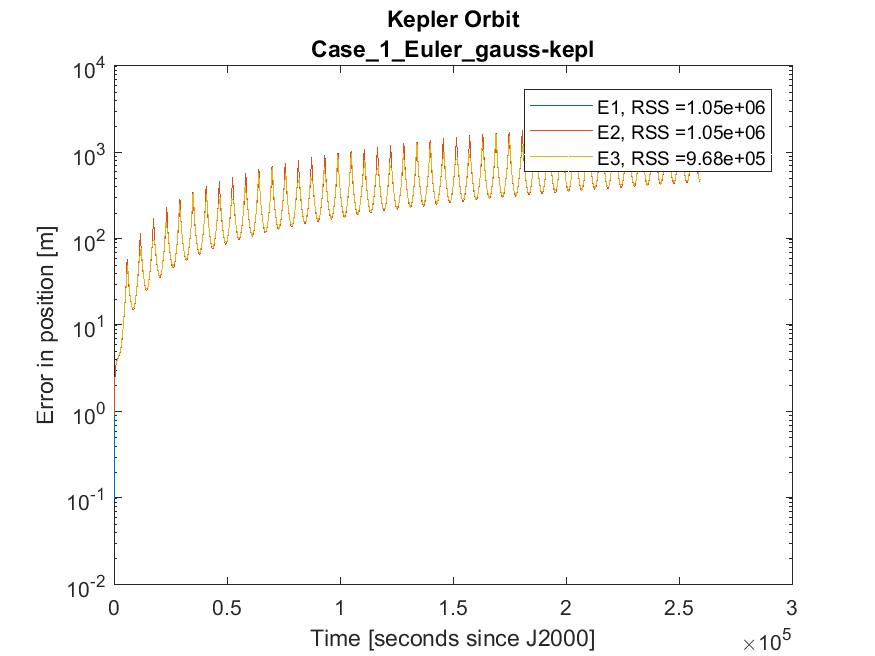 Kepler Orbit
Case_1_Euler_gauss-kepl
10^4
10^3
10^2
10^1
10^0
10^-1
10^-2
Error in position [m]
E1, RSS =1.05e+06
E2, RSS =1.05e+06
E3, RSS =9.68e+05
0 0.5 1 1.5 2 2.5 3
Time [seconds since J2000]
×10^5